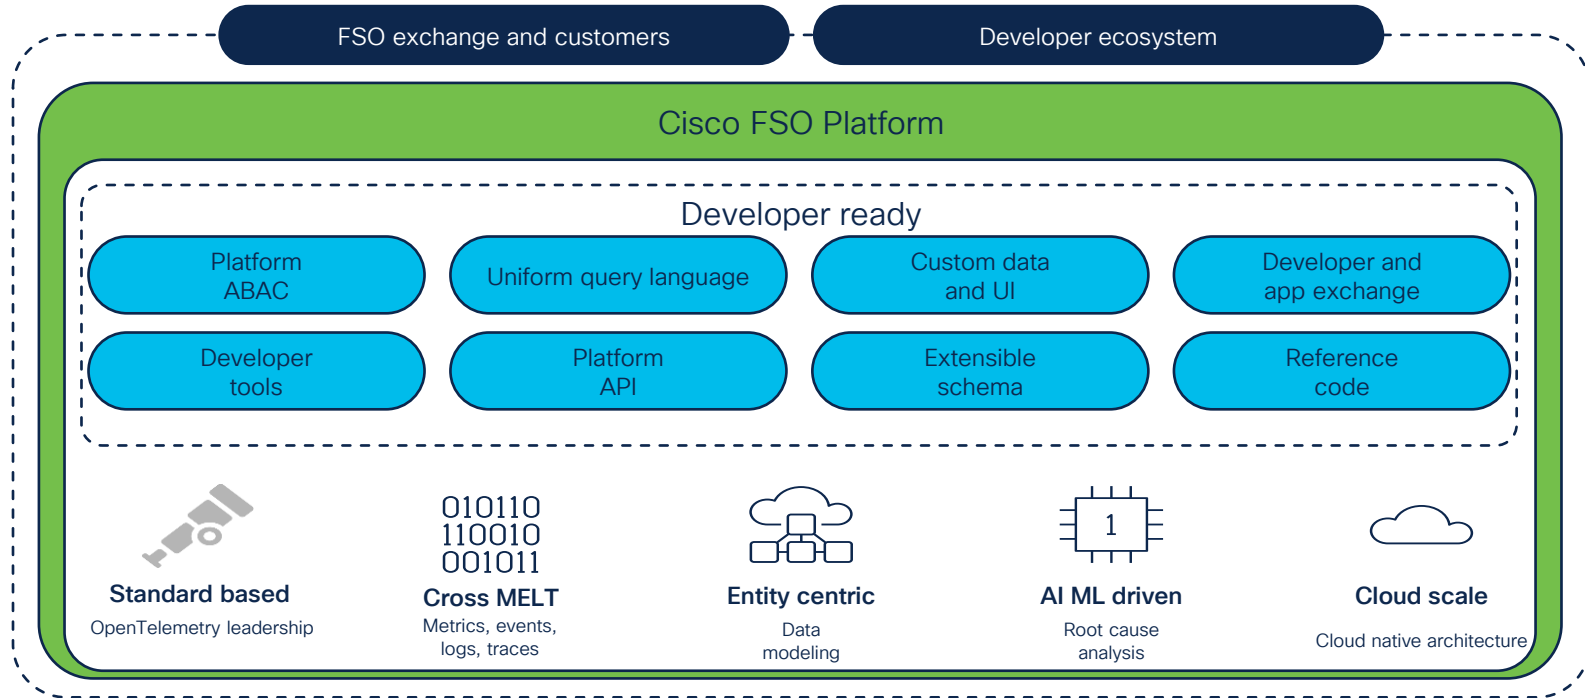 FSO exchange and customers
Developer ecosystem
Cisco FSO Platform
Developer ready
Platform
ABAC
Uniform query language
Custom data
and UI
Developer and
app exchange
Developer
tools
Platform
API
Extensible
schema
Reference
code
010110
110010
001011
1
Standard based
OpenTelemetry leadership
Cross MELT
Metrics, events,
logs, traces
Entity centric
Data
modeling
AI ML driven
Root cause
analysis
Cloud scale
Cloud native architecture